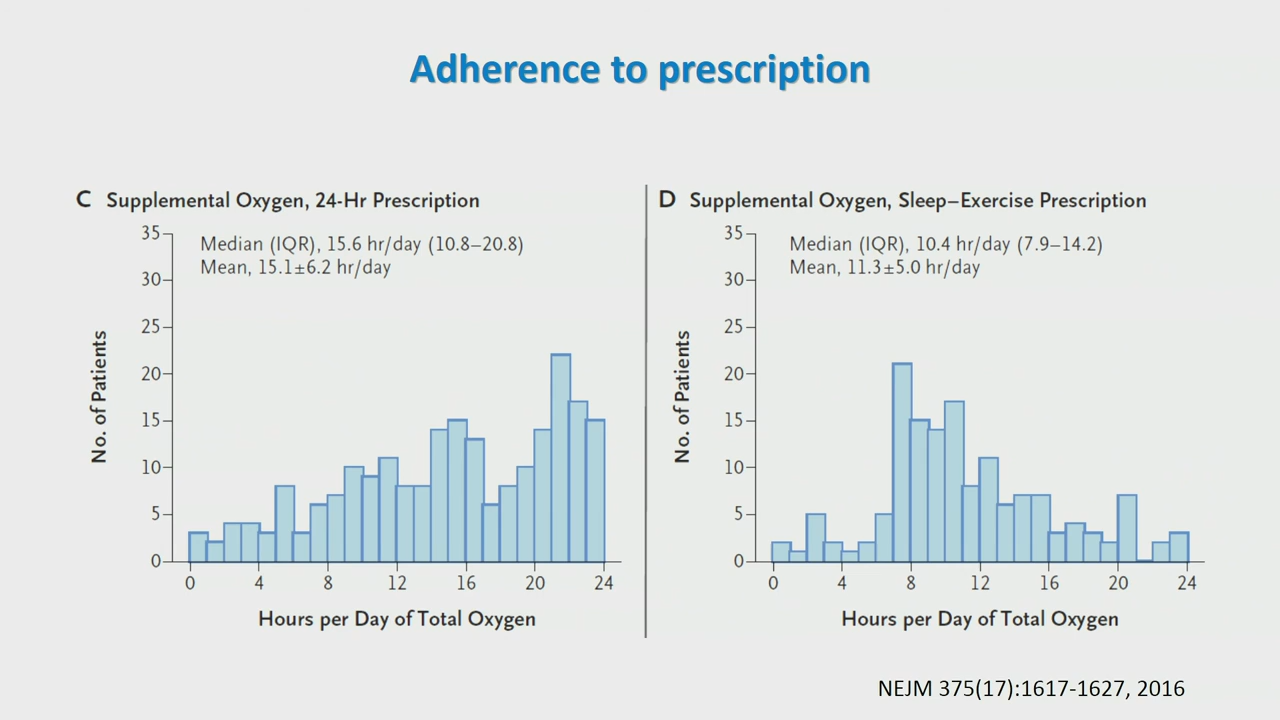 Adherence to prescription
C Supplemental Oxygen, 24-Hr Prescription
Median (IQR), 15.6 hr/day (10.8–20.8)
Mean, 15.1±6.2 hr/day
35
30
25
20
15
10
5
0
No. of Patients
0 4 8 12 16 20 24
Hours per Day of Total Oxygen
D Supplemental Oxygen, Sleep–Exercise Prescription
Median (IQR), 10.4 hr/day (7.9–14.2)
Mean, 11.3±5.0 hr/day
35
30
25
20
15
10
5
0
No. of Patients
0 4 8 12 16 20 24
Hours per Day of Total Oxygen
NEJM 375(17):1617-1627, 2016